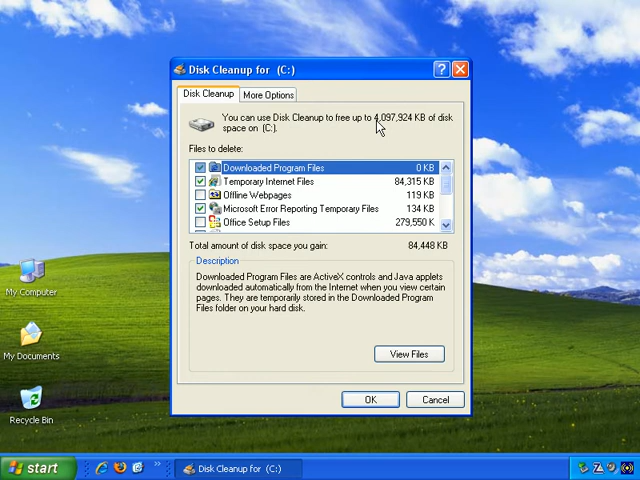 Disk Cleanup for  (C:)
Disk Cleanup
More Options
You can use Disk Cleanup to free up to 4,097,924 KB of disk
space on  (C:).
Files to delete:
Downloaded Program Files 0 KB
Temporary Internet Files 84,315 KB
Offline Webpages 119 KB
Microsoft Error Reporting Temporary Files 134 KB
Office Setup Files 279,550 K
Total amount of disk space you gain: 84,448 KB
Description
Downloaded Program Files are ActiveX controls and Java applets
downloaded automatically from the Internet when you view certain
pages. They are temporarily stored in the Downloaded Program
Files folder on your hard disk.
View Files
OK
Cancel
My Computer
My Documents
Recycle Bin
start
Disk Cleanup for  (C:)